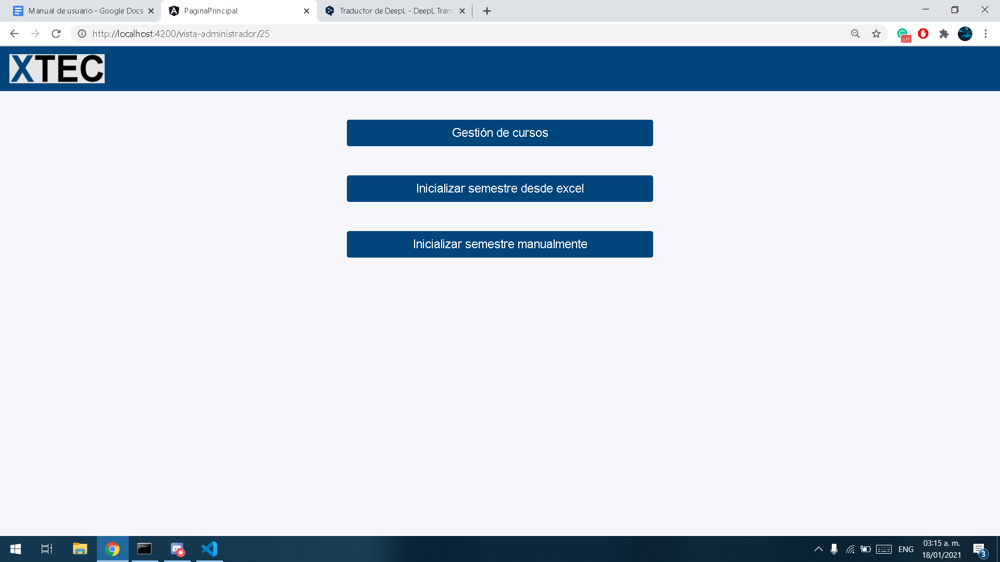 Manual de usuario - Google Docs
PaginaPrincipal
Traductor de DeepL - DeepL Trans
http://localhost:4200/vista-administrador/25
off
XTEC
Gestión de cursos
Inicializar semestre desde excel
Inicializar semestre manualmente
ENG
03:15 a. m.
18/01/2021
3